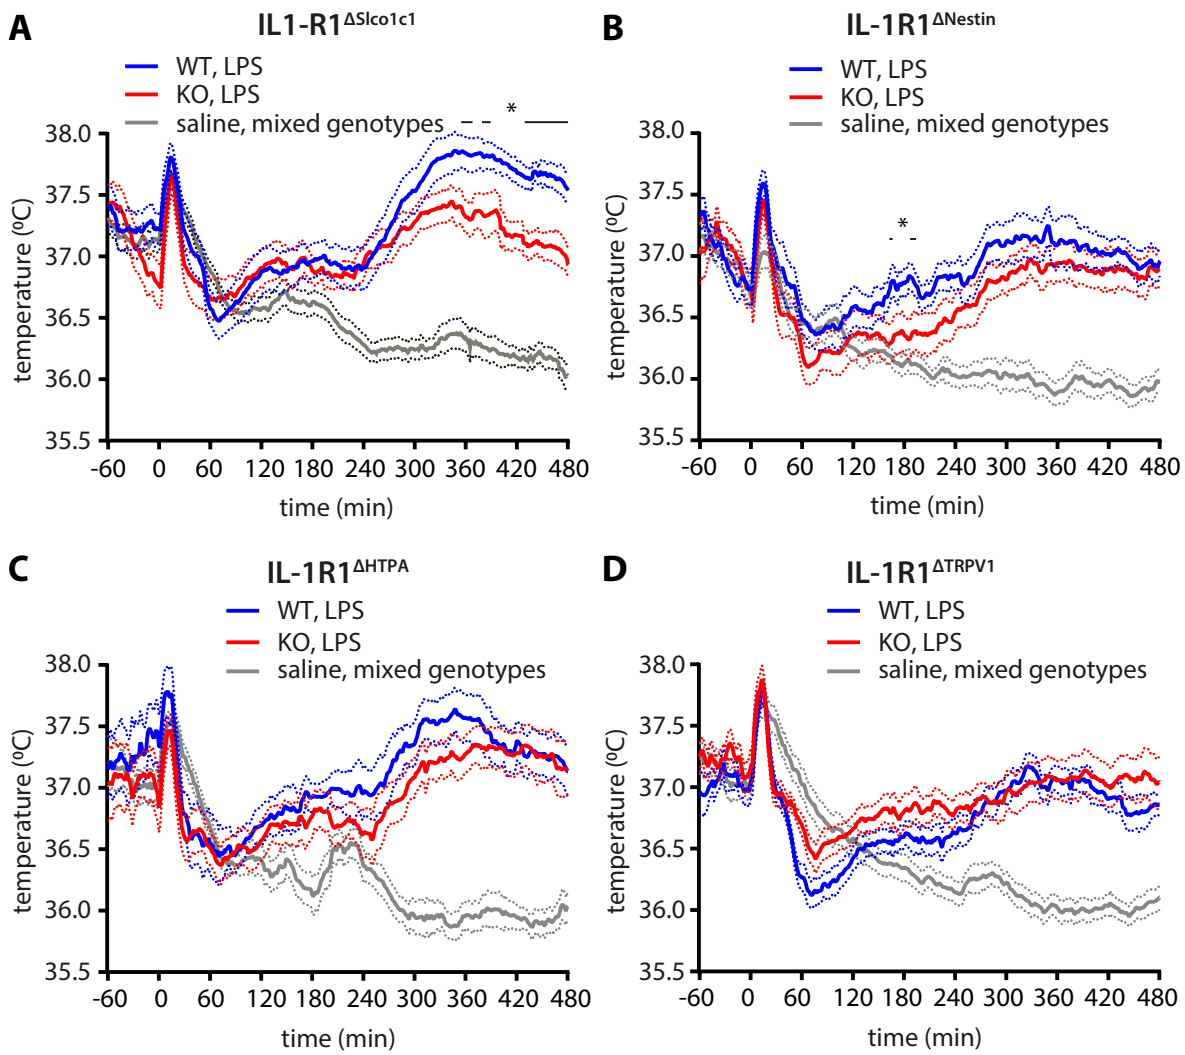 A
IL1-R1ΔSlco1c1
WT, LPS
KO, LPS
saline, mixed genotypes
*
38.0
37.5
37.0
36.5
36.0
35.5
temperature (ºC)
-60 0 60 120 180 240 300 360 420 480
time (min)
B
IL-1R1ΔNestin
WT, LPS
KO, LPS
saline, mixed genotypes
*
38.0
37.5
37.0
36.5
36.0
35.5
temperature (ºC)
-60 0 60 120 180 240 300 360 420 480
time (min)
C
IL-1R1ΔHTPA
WT, LPS
KO, LPS
saline, mixed genotypes
38.0
37.5
37.0
36.5
36.0
35.5
temperature (ºC)
-60 0 60 120 180 240 300 360 420 480
time (min)
D
IL-1R1ΔTRPV1
WT, LPS
KO, LPS
saline, mixed genotypes
38.0
37.5
37.0
36.5
36.0
35.5
temperature (ºC)
-60 0 60 120 180 240 300 360 420 480
time (min)